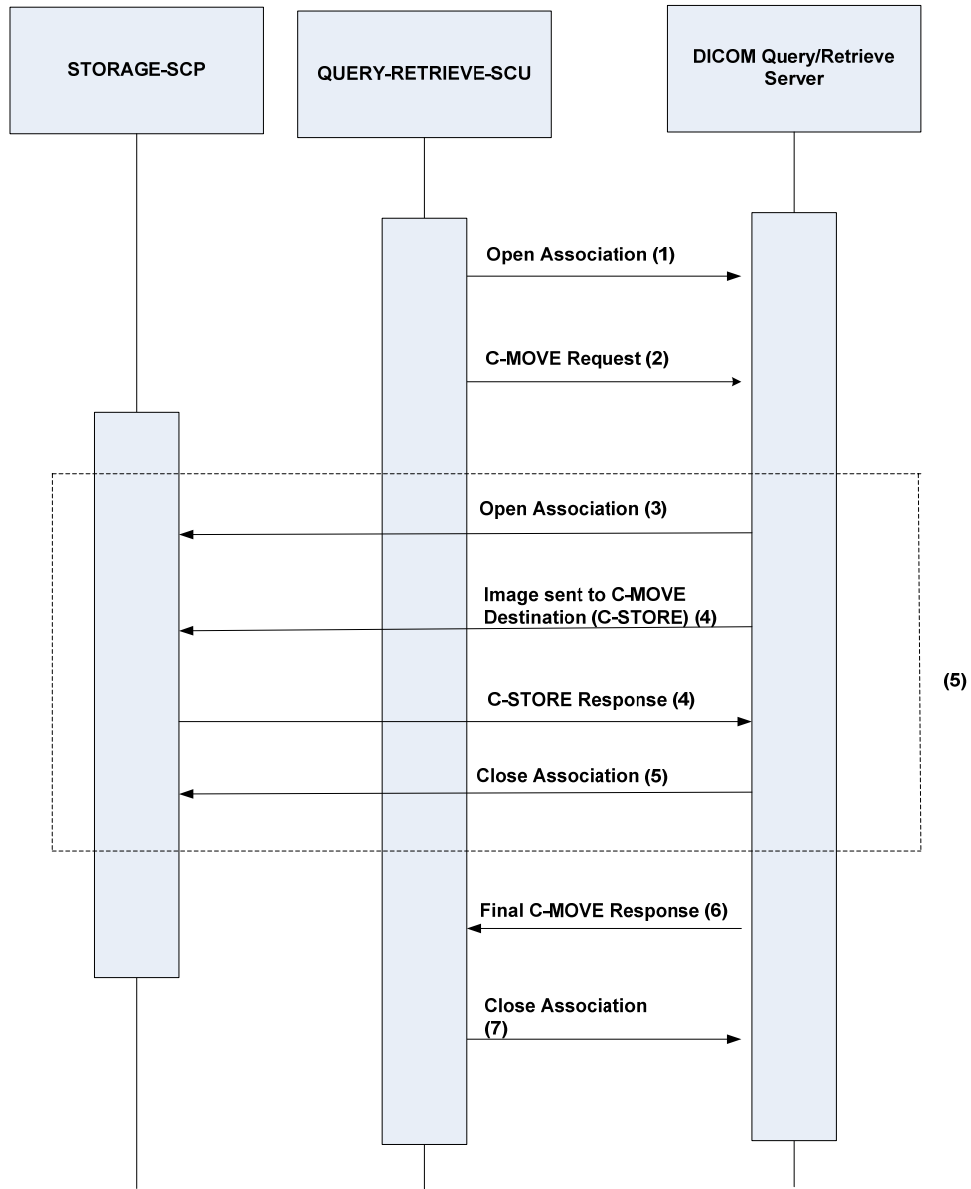 STORAGE-SCP
QUERY-RETRIEVE-SCU
DICOM Query/Retrieve
Server
Open Association (1)
C-MOVE Request (2)
Open Association (3)
Image sent to C-MOVE
Destination (C-STORE) (4)
(5)
C-STORE Response (4)
Close Association (5)
Final C-MOVE Response (6)
Close Association
(7)